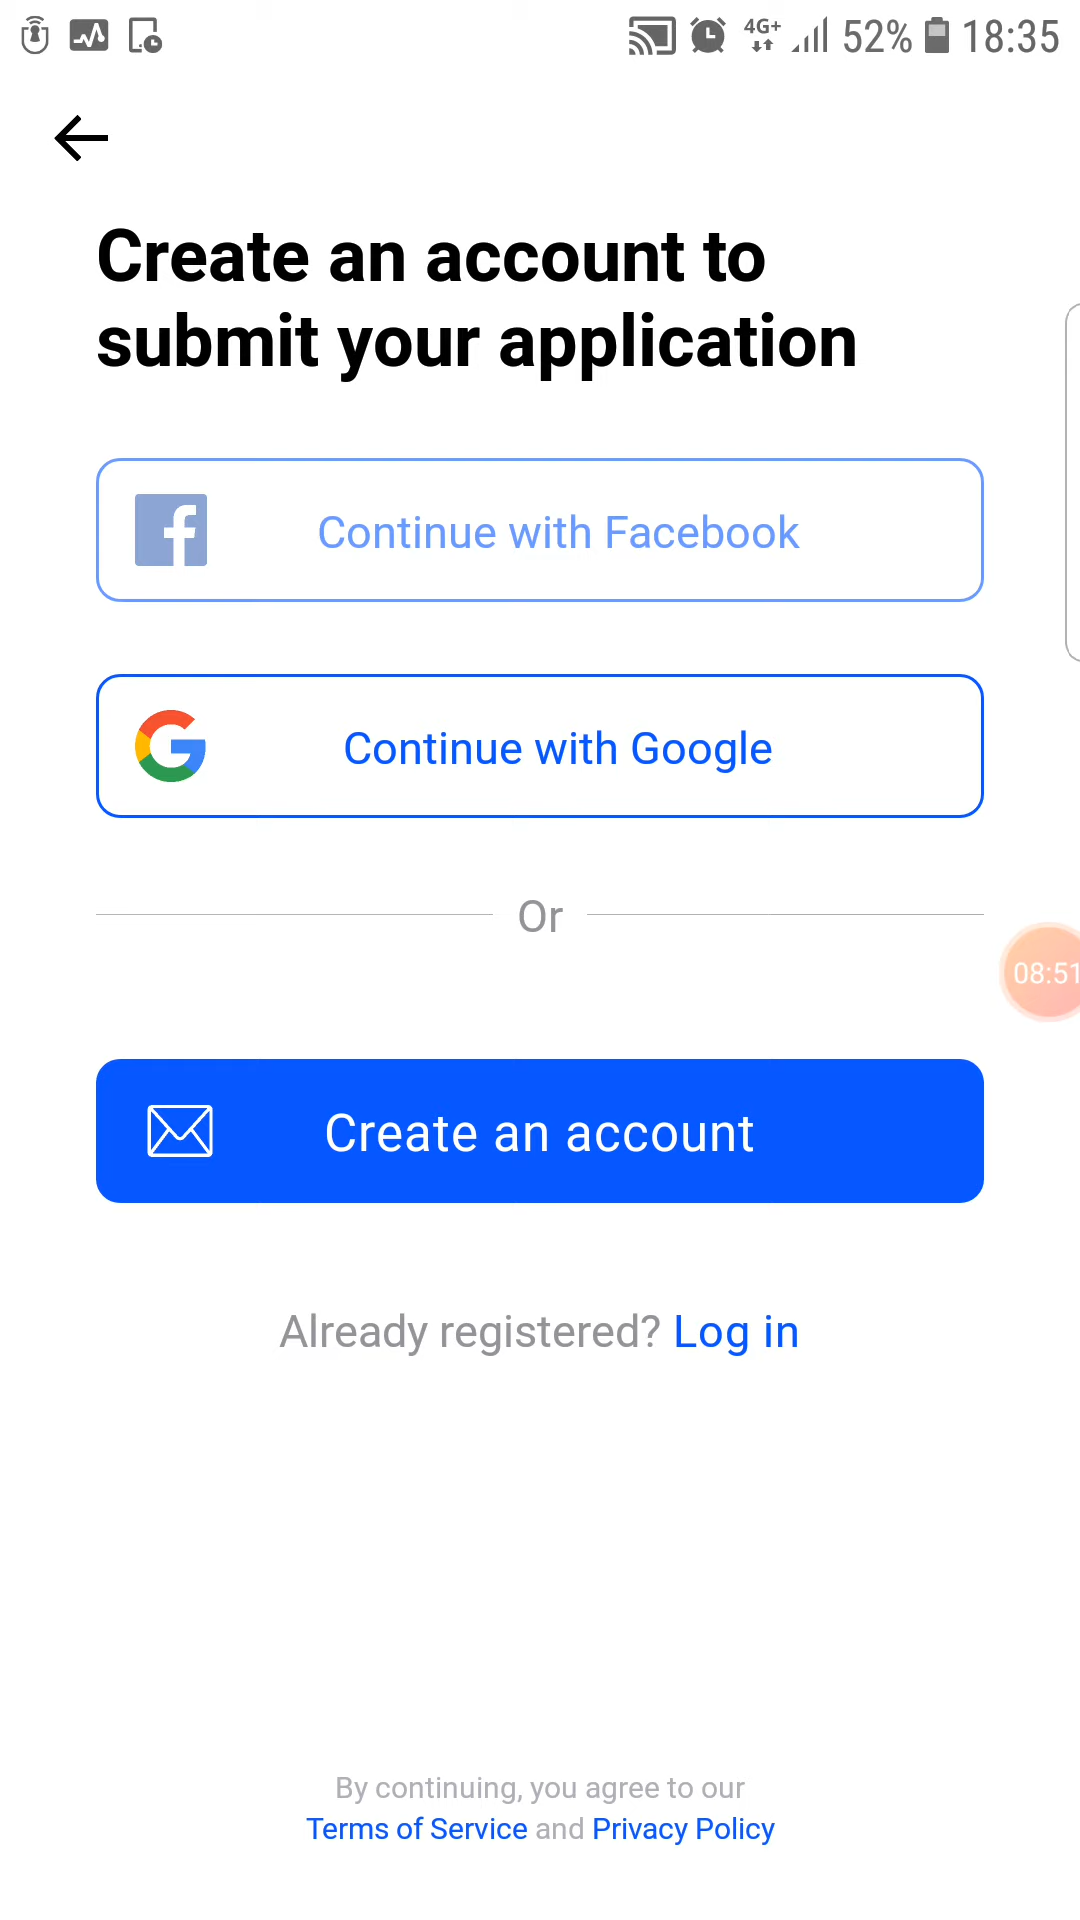 4G+ 52% 18:35
Create an account to
submit your application
Continue with Facebook
Continue with Google
Or
08:51
Create an account
Already registered? Log in
By continuing, you agree to our
Terms of Service and Privacy Policy